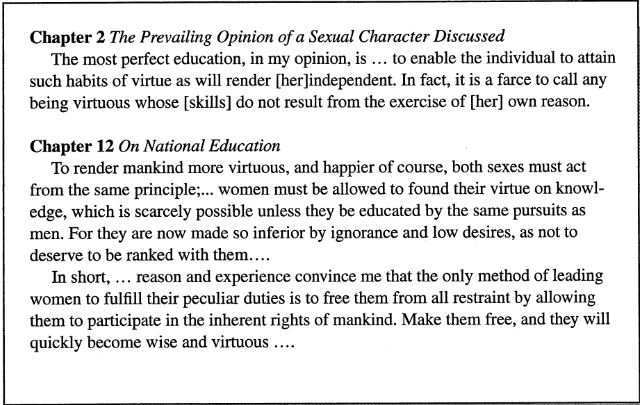 Chapter 2 The Prevailing Opinion of a Sexual Character Discussed
The most perfect education, in my opinion, is … to enable the individual to attain
such habits of virtue as will render [her]independent. In fact, it is a farce to call any
being virtuous whose [skills] do not result from the exercise of [her] own reason.
Chapter 12 On National Education
To render mankind more virtuous, and happier of course, both sexes must act
from the same principle;... women must be allowed to found their virtue on knowl-
edge, which is scarcely possible unless they be educated by the same pursuits as
men. For they are now made so inferior by ignorance and low desires, as not to
deserve to be ranked with them….
In short, … reason and experience convince me that the only method of leading
women to fulfill their peculiar duties is to free them from all restraint by allowing
them to participate in the inherent rights of mankind. Make them free, and they will
quickly become wise and virtuous ….